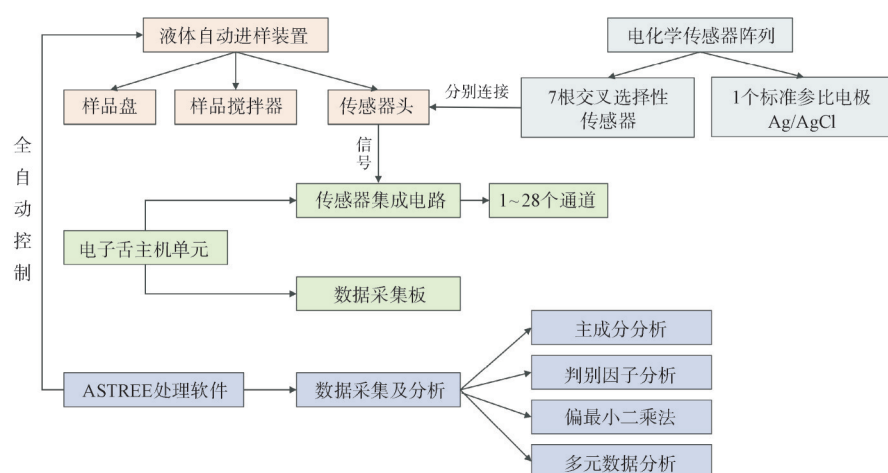 液体自动进样装置
电化学传感器阵列
样品盘
样品搅拌器
传感器头
分别连接
7根交叉选择性
传感器
1个标准参比电极
Ag/AgCl
信号
全自动控制
传感器集成电路
1~28个通道
电子舌主机单元
数据采集板
主成分分析
判别因子分析
ASTREE处理软件
数据采集及分析
偏最小二乘法
多元数据分析